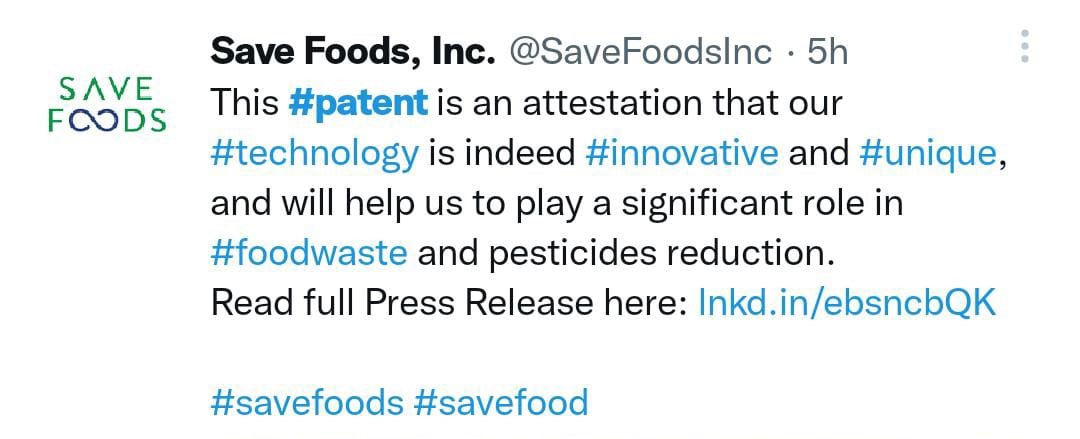 Save Foods, Inc. @SaveFoodsInc · 5h
SAVE
FOODS
This #patent is an attestation that our
#technology is indeed #innovative and #unique,
and will help us to play a significant role in
#foodwaste and pesticides reduction.
Read full Press Release here: lnkd.in/ebsncbQK
#savefoods #savefood